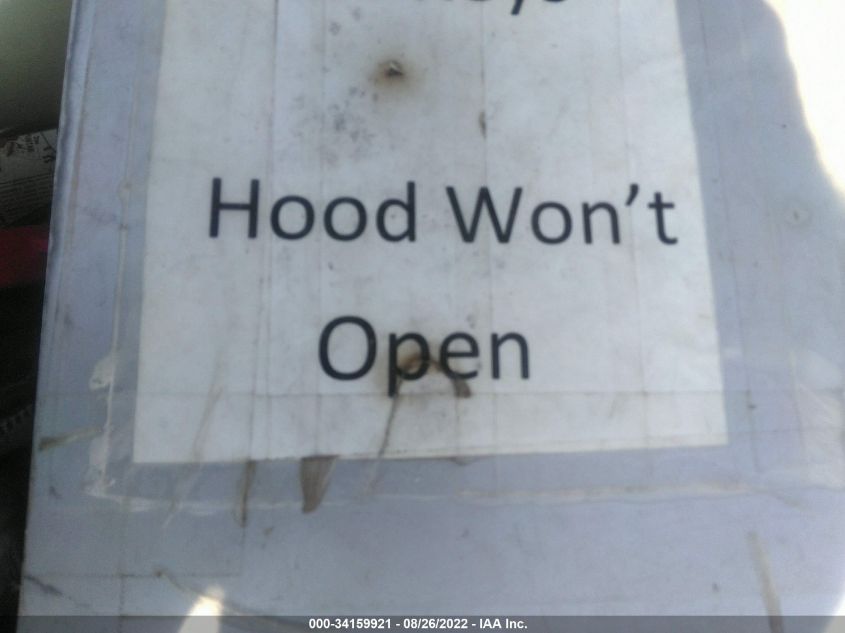 Hood Won't
Open
000-34159921 - 08/26/2022 - IAA Inc.